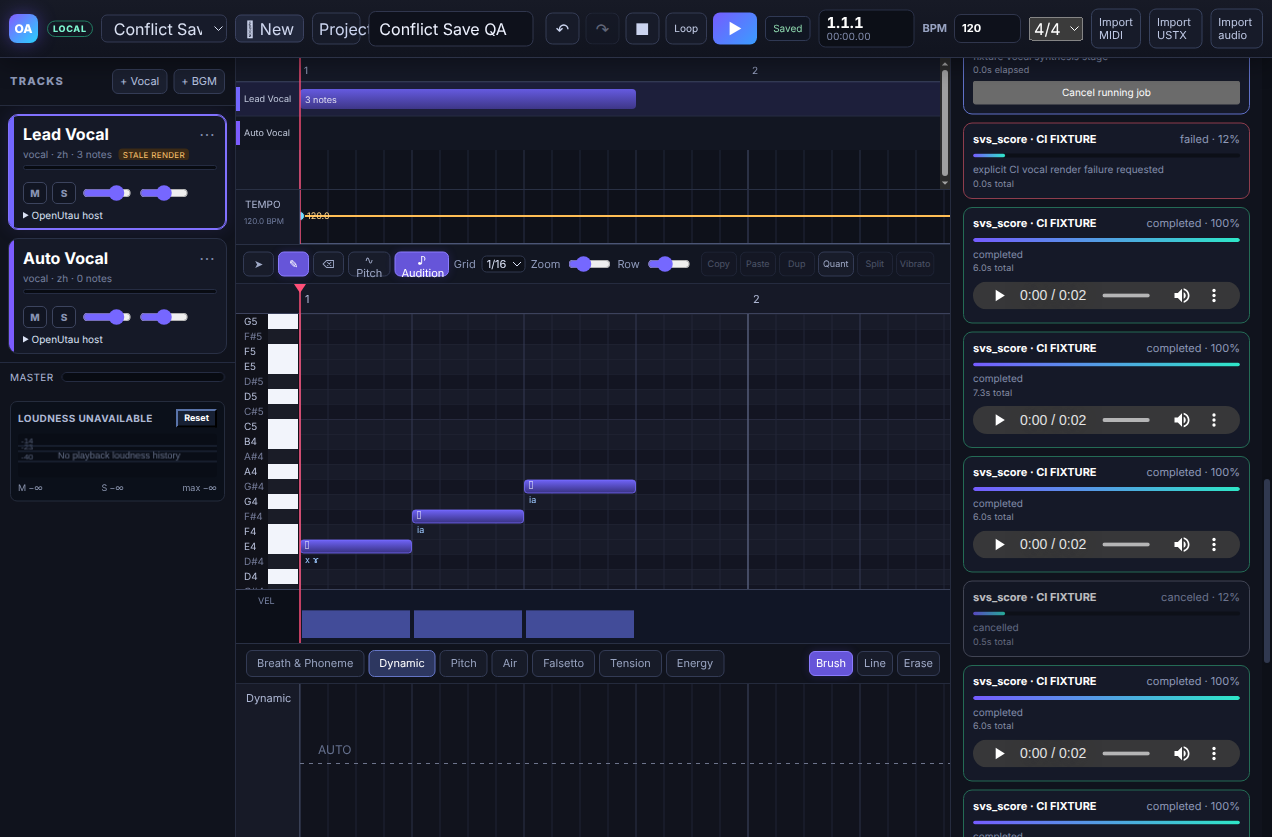 OA
LOCAL
Conflict Sav
New
Project
Conflict Save QA
Loop
Saved
1.1.1
00:00.00
BPM
120
4/4
Import MIDI
Import USTX
Import audio
TRACKS
+ Vocal
+ BGM
Lead Vocal
vocal · zh · 3 notes
STALE RENDER
M
S
OpenUtau host
Auto Vocal
vocal · zh · 0 notes
M
S
OpenUtau host
MASTER
LOUDNESS UNAVAILABLE
Reset
-14
-23
-40
No playback loudness history
M −∞
S −∞
max −∞
1
2
Lead Vocal
3 notes
Auto Vocal
TEMPO
120.0 BPM
120.0
Pitch
Audition
Grid
1/16
Zoom
Row
Copy
Paste
Dup
Quant
Split
Vibrato
1
2
G5
F#5
F5
E5
D#5
D5
C#5
C5
B4
A#4
A4
G#4
G4
F#4
F4
E4
D#4
D4
ia
ia
x ɤ
VEL
Breath & Phoneme
Dynamic
Pitch
Air
Falsetto
Tension
Energy
Brush
Line
Erase
Dynamic
AUTO
fixture vocal synthesis stage
0.0s elapsed
Cancel running job
svs_score · CI FIXTURE
failed · 12%
explicit CI vocal render failure requested
0.0s total
svs_score · CI FIXTURE
completed · 100%
completed
6.0s total
0:00 / 0:02
svs_score · CI FIXTURE
completed · 100%
completed
7.3s total
0:00 / 0:02
svs_score · CI FIXTURE
completed · 100%
completed
6.0s total
0:00 / 0:02
svs_score · CI FIXTURE
canceled · 12%
cancelled
0.5s total
svs_score · CI FIXTURE
completed · 100%
completed
6.0s total
0:00 / 0:02
svs_score · CI FIXTURE
completed · 100%
completed